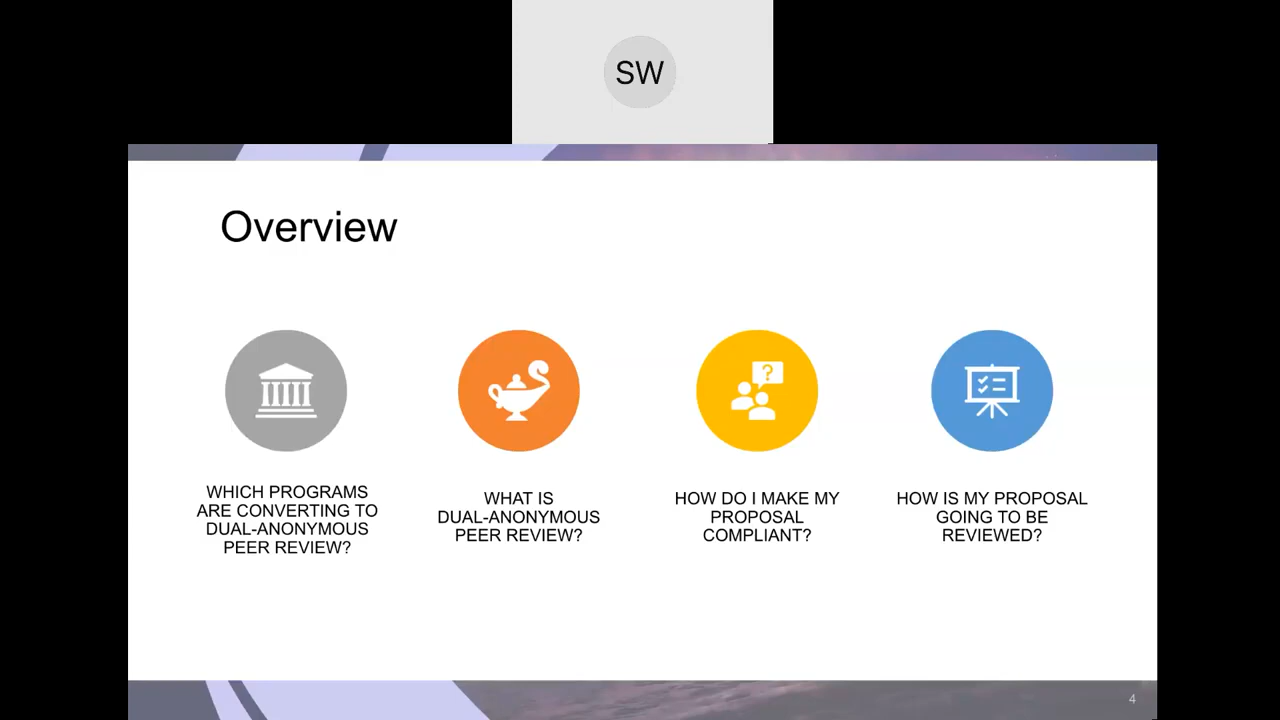 SW
Overview
WHICH PROGRAMS
ARE CONVERTING TO
DUAL-ANONYMOUS
PEER REVIEW?
WHAT IS
DUAL-ANONYMOUS
PEER REVIEW?
?
HOW DO I MAKE MY
PROPOSAL
COMPLIANT?
HOW IS MY PROPOSAL
GOING TO BE
REVIEWED?
4